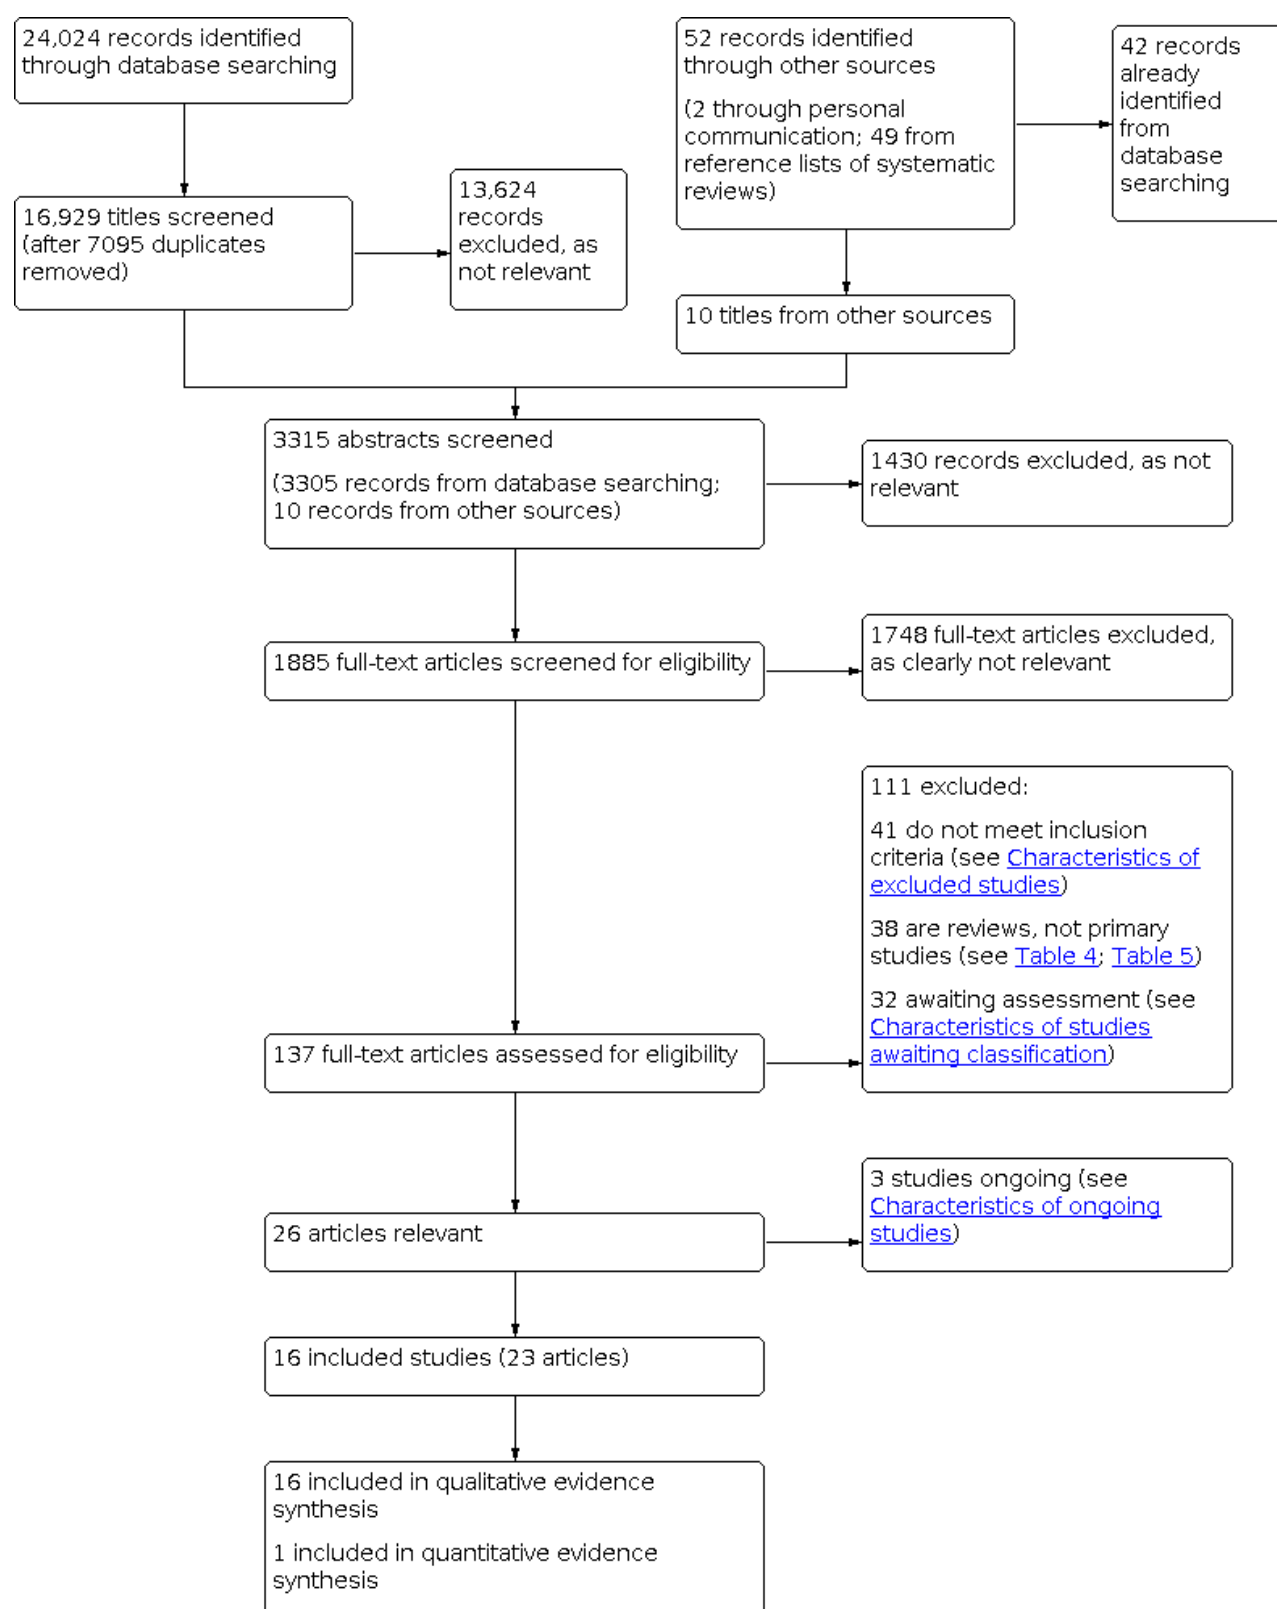 24,024 records identified
through database searching
52 records identified
through other sources
(2 through personal
communication; 49 from
reference lists of systematic
reviews)
42 records
already
identified
from
database
searching
16,929 titles screened
(after 7095 duplicates
removed)
13,624
records
excluded, as
not relevant
10 titles from other sources
3315 abstracts screened
(3305 records from database searching;
10 records from other sources)
1430 records excluded, as not
relevant
1885 full-text articles screened for eligibility
1748 full-text articles excluded,
as clearly not relevant
137 full-text articles assessed for eligibility
111 excluded:
41 do not meet inclusion
criteria (see Characteristics of
excluded studies)
38 are reviews, not primary
studies (see Table 4; Table 5)
32 awaiting assessment (see
Characteristics of studies
awaiting classification)
26 articles relevant
3 studies ongoing (see
Characteristics of ongoing
studies)
16 included studies (23 articles)
16 included in qualitative evidence
synthesis
1 included in quantitative evidence
synthesis